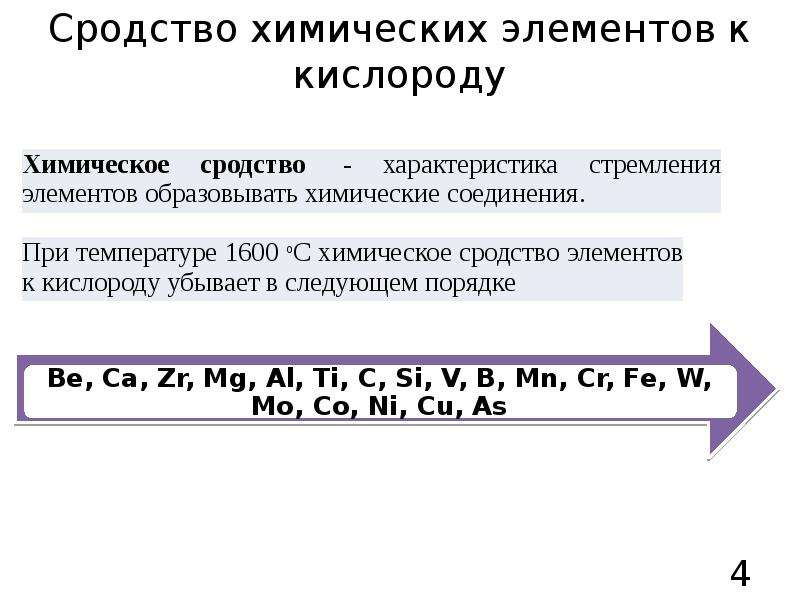 Сродство химических элементов к
кислороду
Химическое сродство - характеристика стремления
элементов образовывать химические соединения.
При температуре 1600 ºС химическое сродство элементов
к кислороду убывает в следующем порядке
Be, Ca, Zr, Mg, Al, Ti, C, Si, V, B, Mn, Cr, Fe, W,
Mo, Co, Ni, Cu, As
4